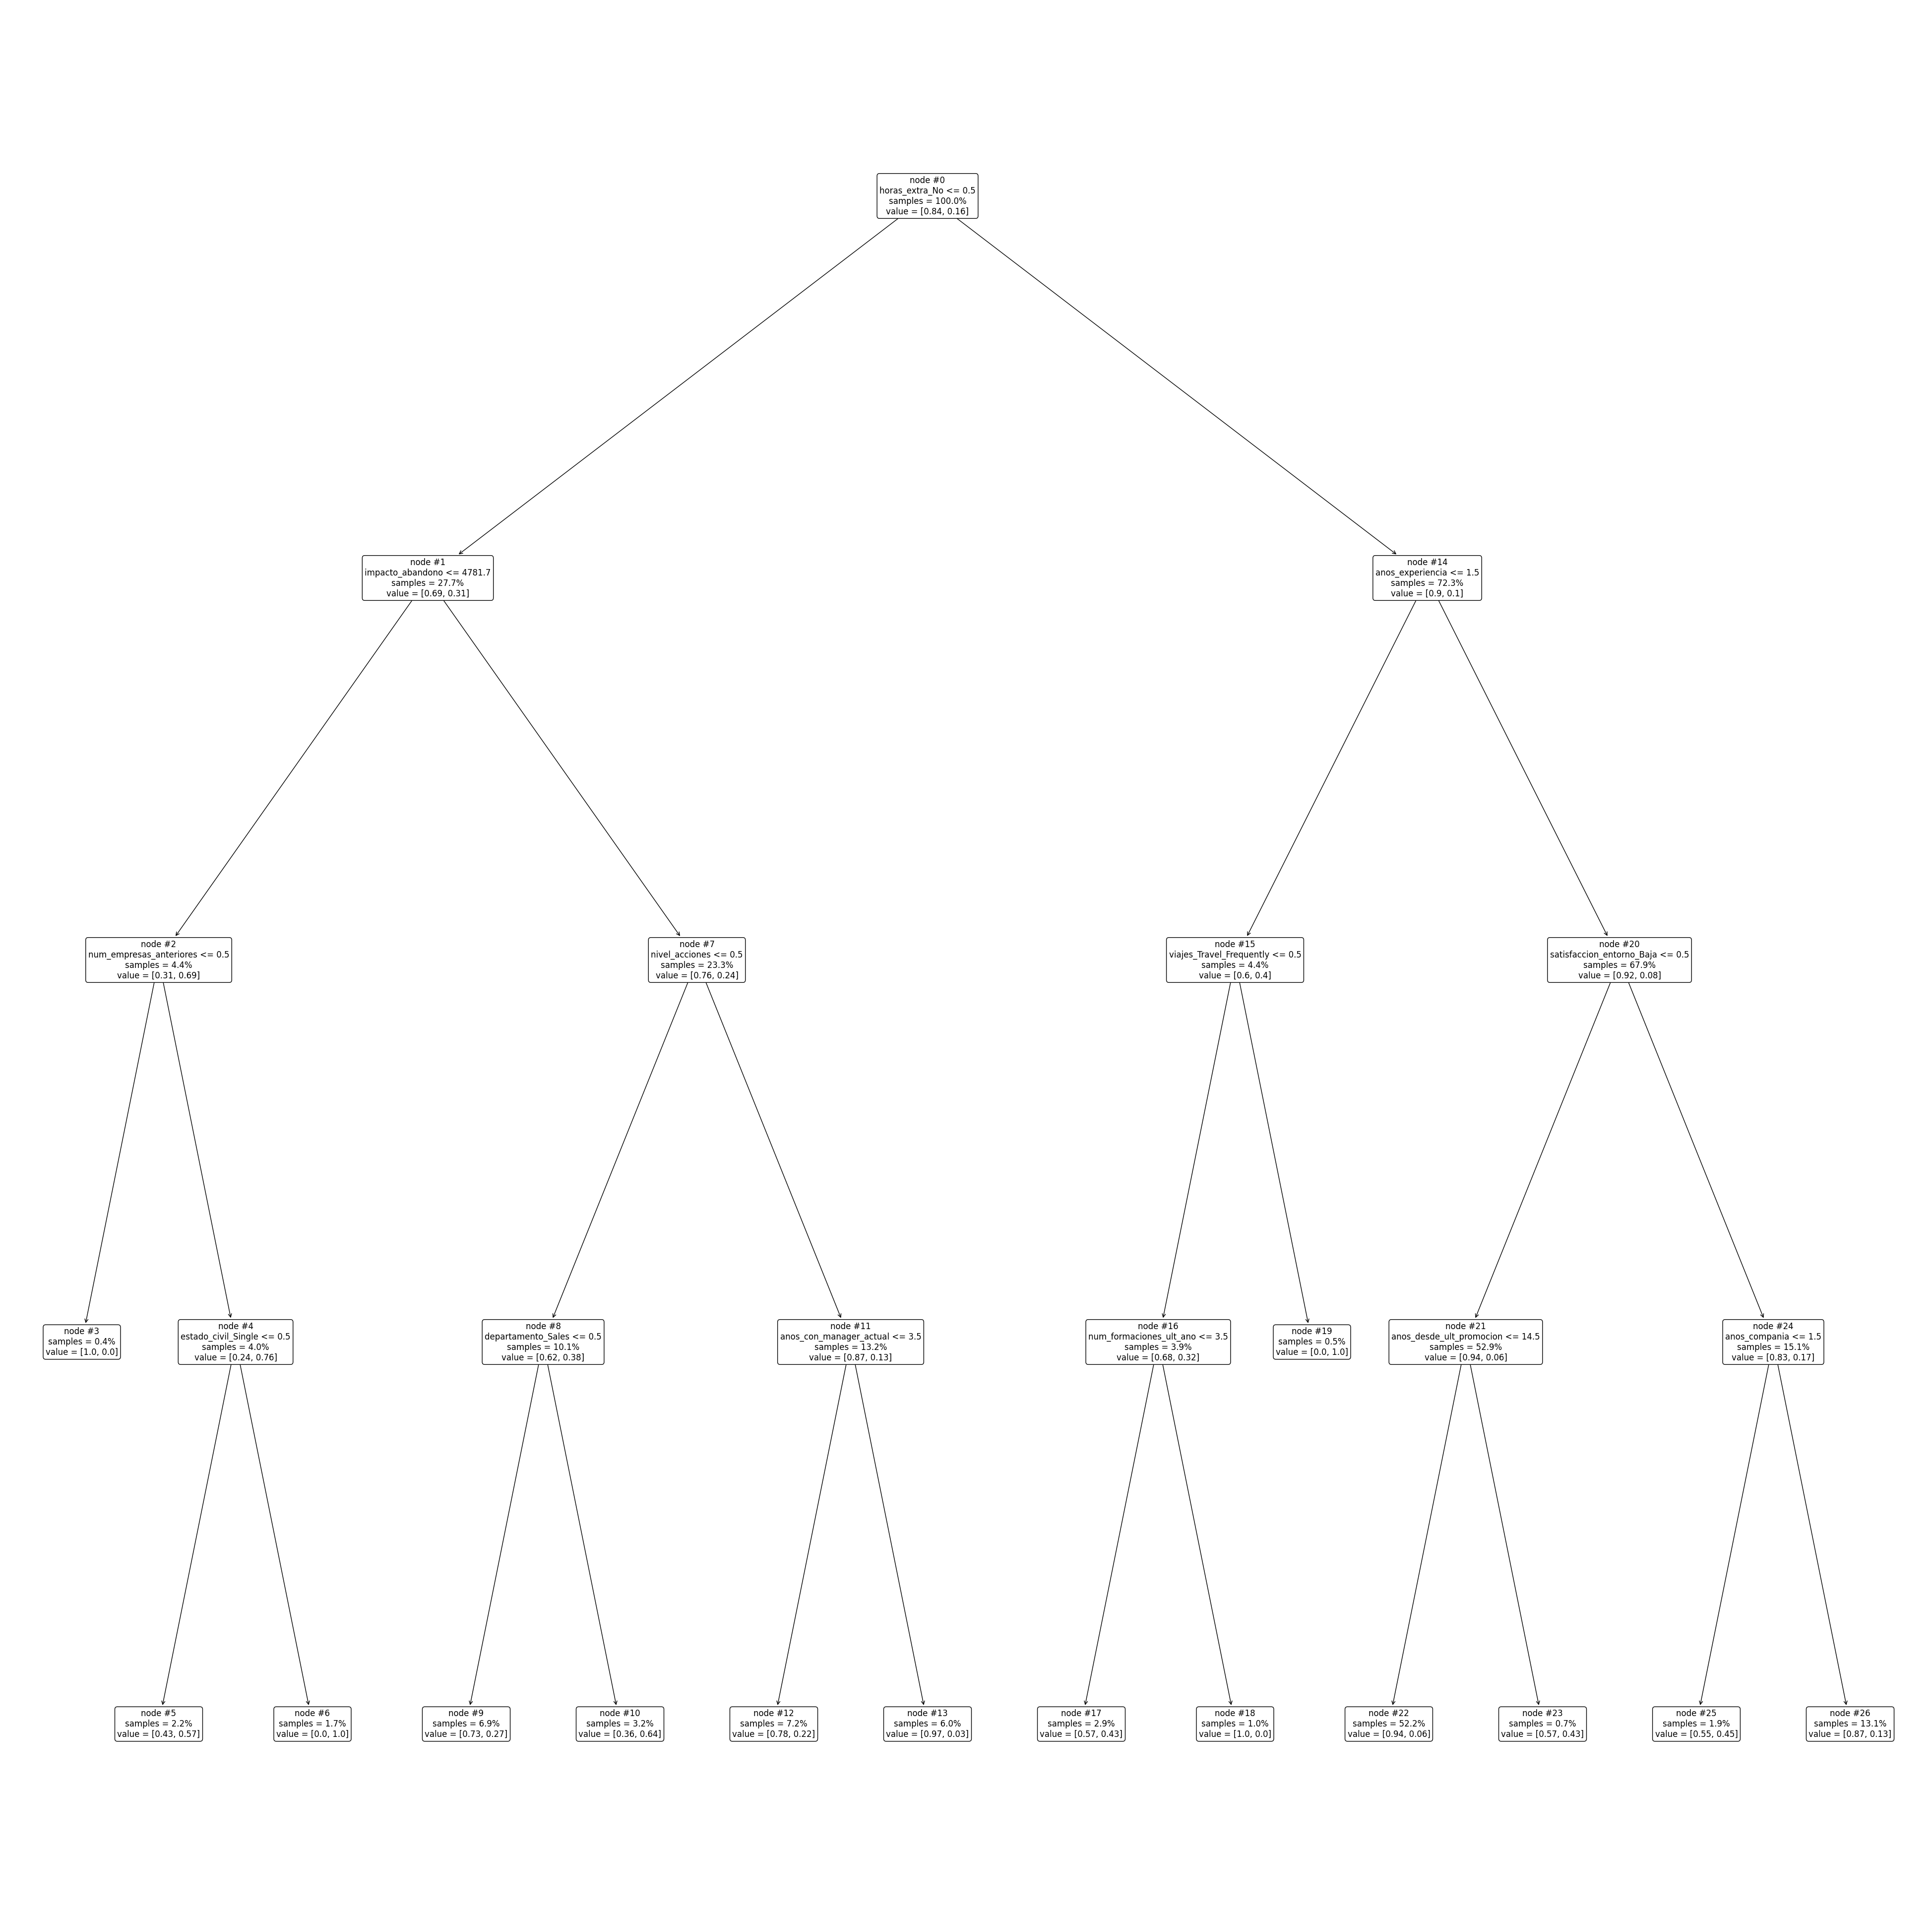 node #0
horas_extra_No <= 0.5
samples = 100.0%
value = [0.84, 0.16]
node #1
impacto_abandono <= 4781.7
samples = 27.7%
value = [0.69, 0.31]
node #14
anos_experiencia <= 1.5
samples = 72.3%
value = [0.9, 0.1]
node #2
num_empresas_anteriores <= 0.5
samples = 4.4%
value = [0.31, 0.69]
node #7
nivel_acciones <= 0.5
samples = 23.3%
value = [0.76, 0.24]
node #15
viajes_Travel_Frequently <= 0.5
samples = 4.4%
value = [0.6, 0.4]
node #20
satisfaccion_entorno_Baja <= 0.5
samples = 67.9%
value = [0.92, 0.08]
node #3
samples = 0.4%
value = [1.0, 0.0]
node #4
estado_civil_Single <= 0.5
samples = 4.0%
value = [0.24, 0.76]
node #8
departamento_Sales <= 0.5
samples = 10.1%
value = [0.62, 0.38]
node #11
anos_con_manager_actual <= 3.5
samples = 13.2%
value = [0.87, 0.13]
node #16
num_formaciones_ult_ano <= 3.5
samples = 3.9%
value = [0.68, 0.32]
node #19
samples = 0.5%
value = [0.0, 1.0]
node #21
anos_desde_ult_promocion <= 14.5
samples = 52.9%
value = [0.94, 0.06]
node #24
anos_compania <= 1.5
samples = 15.1%
value = [0.83, 0.17]
node #5
samples = 2.2%
value = [0.43, 0.57]
node #6
samples = 1.7%
value = [0.0, 1.0]
node #9
samples = 6.9%
value = [0.73, 0.27]
node #10
samples = 3.2%
value = [0.36, 0.64]
node #12
samples = 7.2%
value = [0.78, 0.22]
node #13
samples = 6.0%
value = [0.97, 0.03]
node #17
samples = 2.9%
value = [0.57, 0.43]
node #18
samples = 1.0%
value = [1.0, 0.0]
node #22
samples = 52.2%
value = [0.94, 0.06]
node #23
samples = 0.7%
value = [0.57, 0.43]
node #25
samples = 1.9%
value = [0.55, 0.45]
node #26
samples = 13.1%
value = [0.87, 0.13]